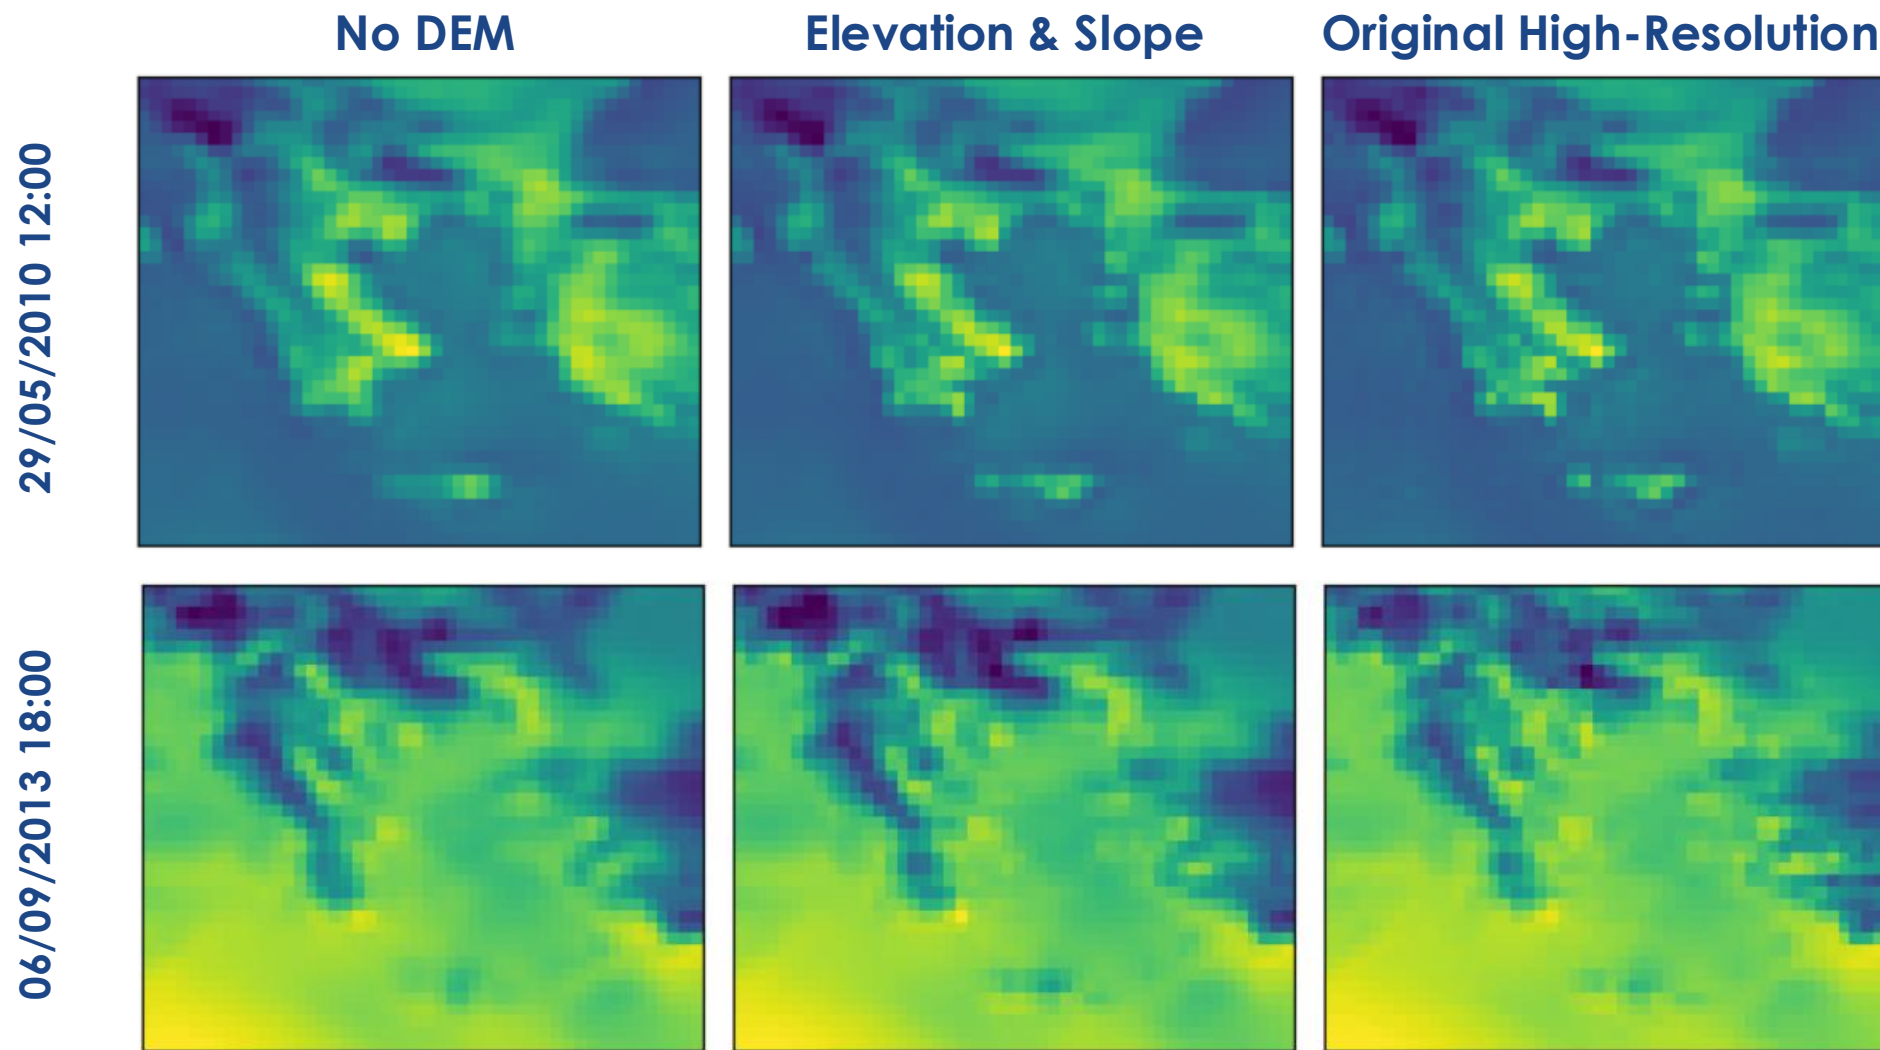 No DEM
Elevation & Slope
Original High-Resolution
29/05/2010 12:00
06/09/2013 18:00